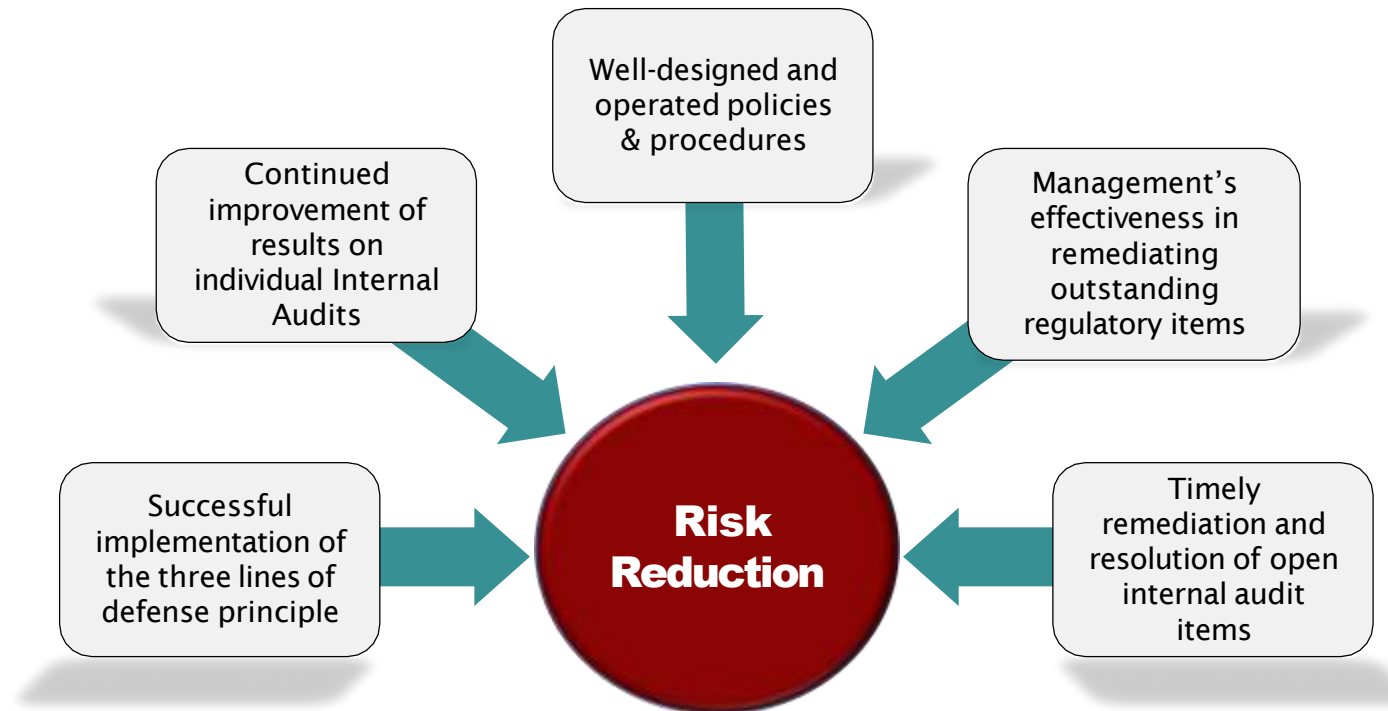 Well-designed and
operated policies
& procedures
Continued
improvement of
results on
individual Internal
Audits
Management’s
effectiveness in
remediating
outstanding
regulatory items
Successful
implementation of
the three lines of
defense principle
Risk
Reduction
Timely
remediation and
resolution of open
internal audit
items